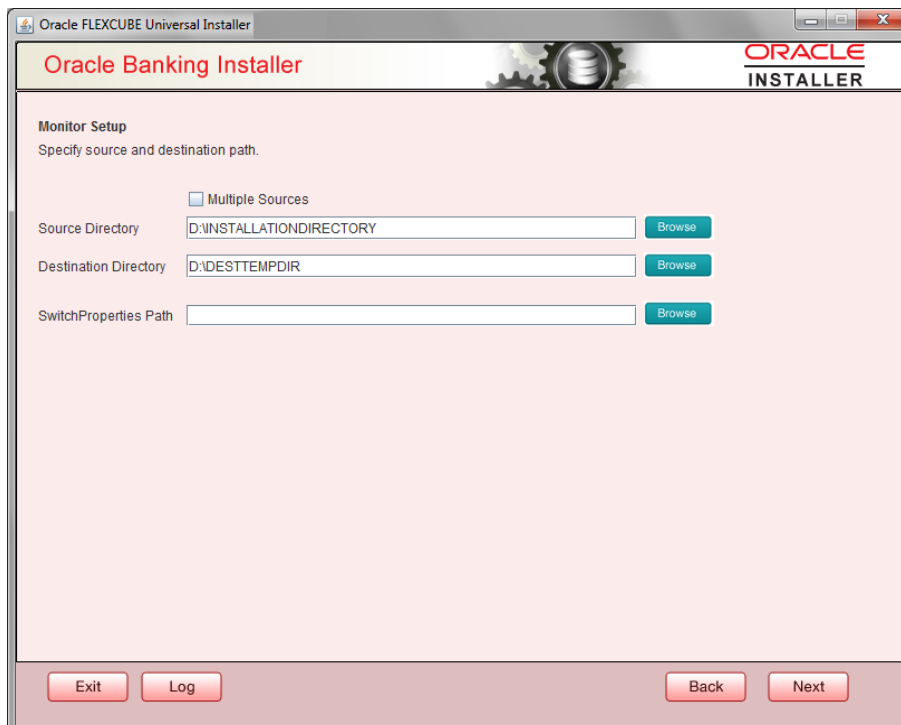 Oracle FLEXCUBE Universal Installer
Oracle Banking Installer
ORACLE
INSTALLER
Monitor Setup
Specify source and destination path.
Multiple Sources
Source Directory D:\INSTALLATIONDIRECTORY Browse
Destination Directory D:\DESTTEMPDIR Browse
SwitchProperties Path Browse
Exit Log Back Next